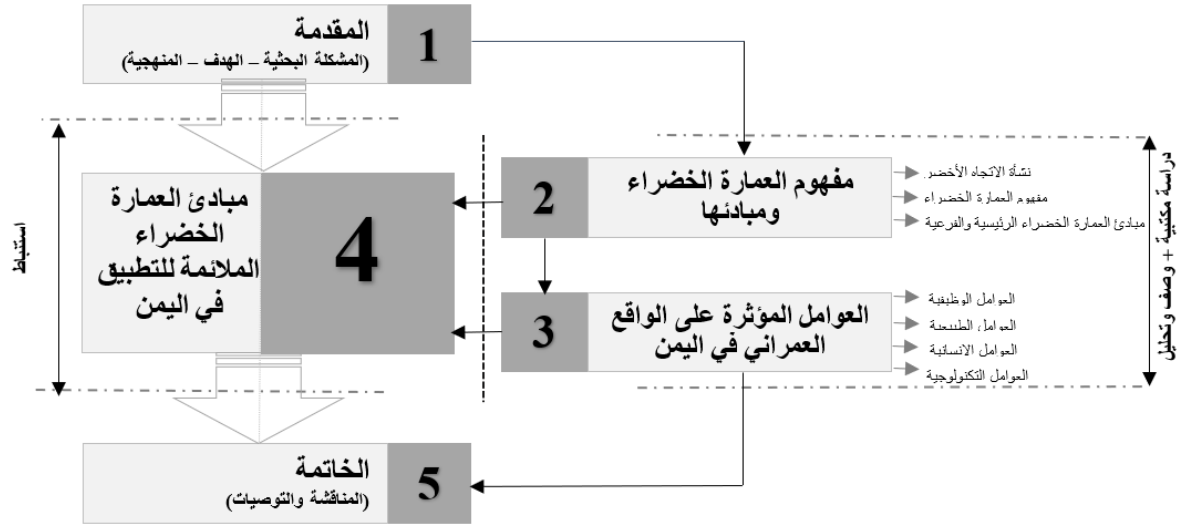 المقدمة
(المشكلة البحثية – الهدف – المنهجية)
1
2
مفهوم العمارة الخضراء
ومبادئها
نشأة الاتجاه الأخضر
مفهوم العمارة الخضراء
مبادئ العمارة الخضراء الرئيسية والفرعية
3
العوامل المؤثرة على الواقع
العمراني في اليمن
العوامل الوظيفية
العوامل الطبيعية
العوامل الإنسانية
العوامل التكنولوجية
دراسة مكتبية + وصف وتحليل
4
مبادئ العمارة
الخضراء
الملائمة للتطبيق
في اليمن
استنباط
5
الخاتمة
(المناقشة والتوصيات)